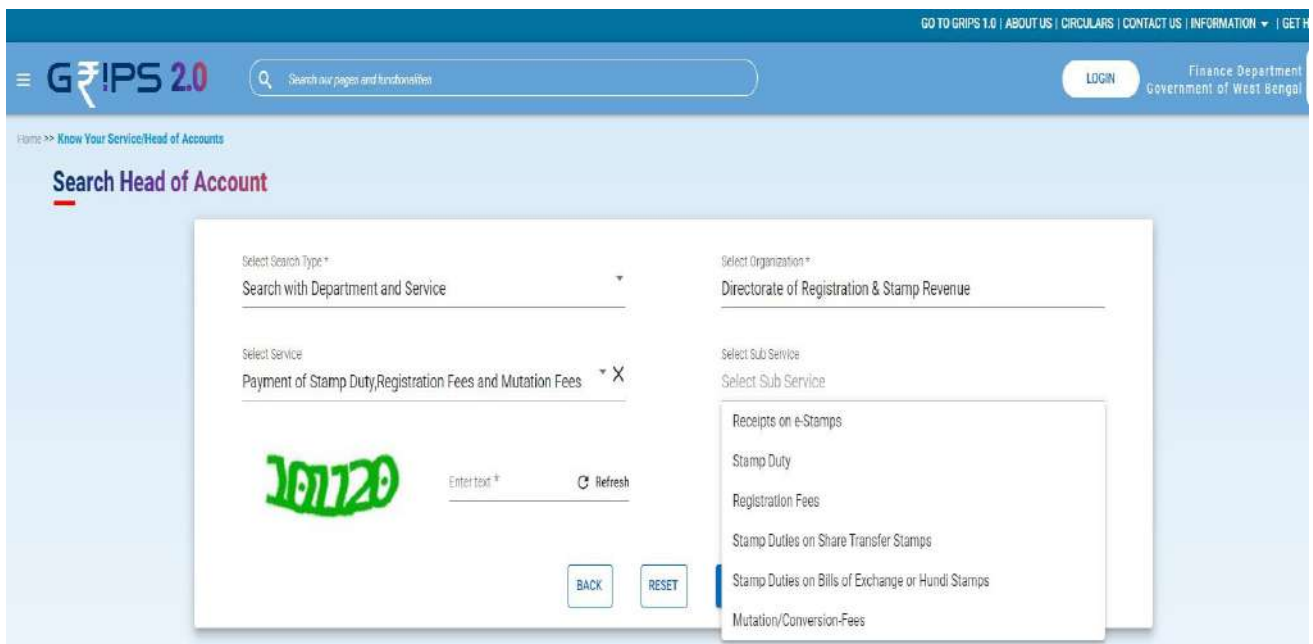 GO TO GRIPS 1.0 | ABOUT US | CIRCULARS | CONTACT US | INFORMATION | GET H
G₹!PS 2.0
Search our pages and functionalities
LOGIN
Finance Department
Government of West Bengal
Home >> Know Your Service/Head of Accounts
Search Head of Account
Select Search Type *
Search with Department and Service
Select Organization *
Directorate of Registration & Stamp Revenue
Select Service
Payment of Stamp Duty,Registration Fees and Mutation Fees
X
Select Sub Service
Select Sub Service
Receipts on e-Stamps
Stamp Duty
Registration Fees
Stamp Duties on Share Transfer Stamps
Stamp Duties on Bills of Exchange or Hundi Stamps
Mutation/Conversion-Fees
Enter text *
Refresh
BACK
RESET